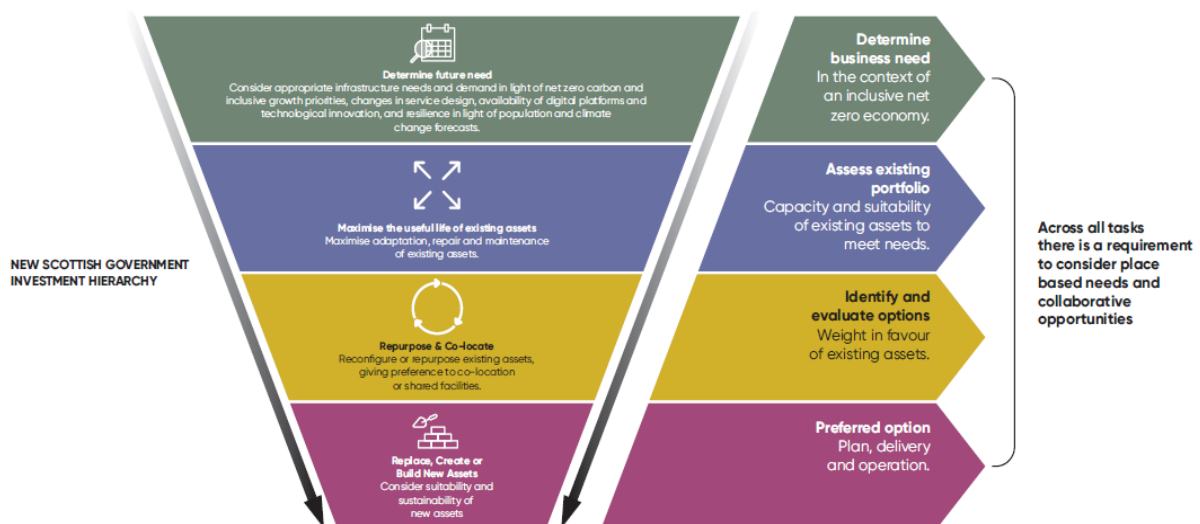 NEW SCOTTISH GOVERNMENT
INVESTMENT HIERARCHY
Determine future need
Consider appropriate infrastructure needs and demand in light of net zero carbon and
inclusive growth priorities, changes in service design, availability of digital platforms and
technological innovation, and resilience in light of population and climate
change forecasts.
Maximise the useful life of existing assets
Maximise adaptation, repair and maintenance
of existing assets.
Repurpose & Co-locate
Reconfigure or repurpose existing assets,
giving preference to co-location
or shared facilities.
Replace, Create or
Build New Assets
Consider suitability and
sustainability of
new assets
Determine
business need
In the context of
an inclusive net
zero economy.
Assess existing
portfolio
Capacity and suitability
of existing assets to
meet needs.
Identify and
evaluate options
Weight in favour
of existing assets.
Preferred option
Plan, delivery
and operation.
Across all tasks
there is a requirement
to consider place
based needs and
collaborative
opportunities